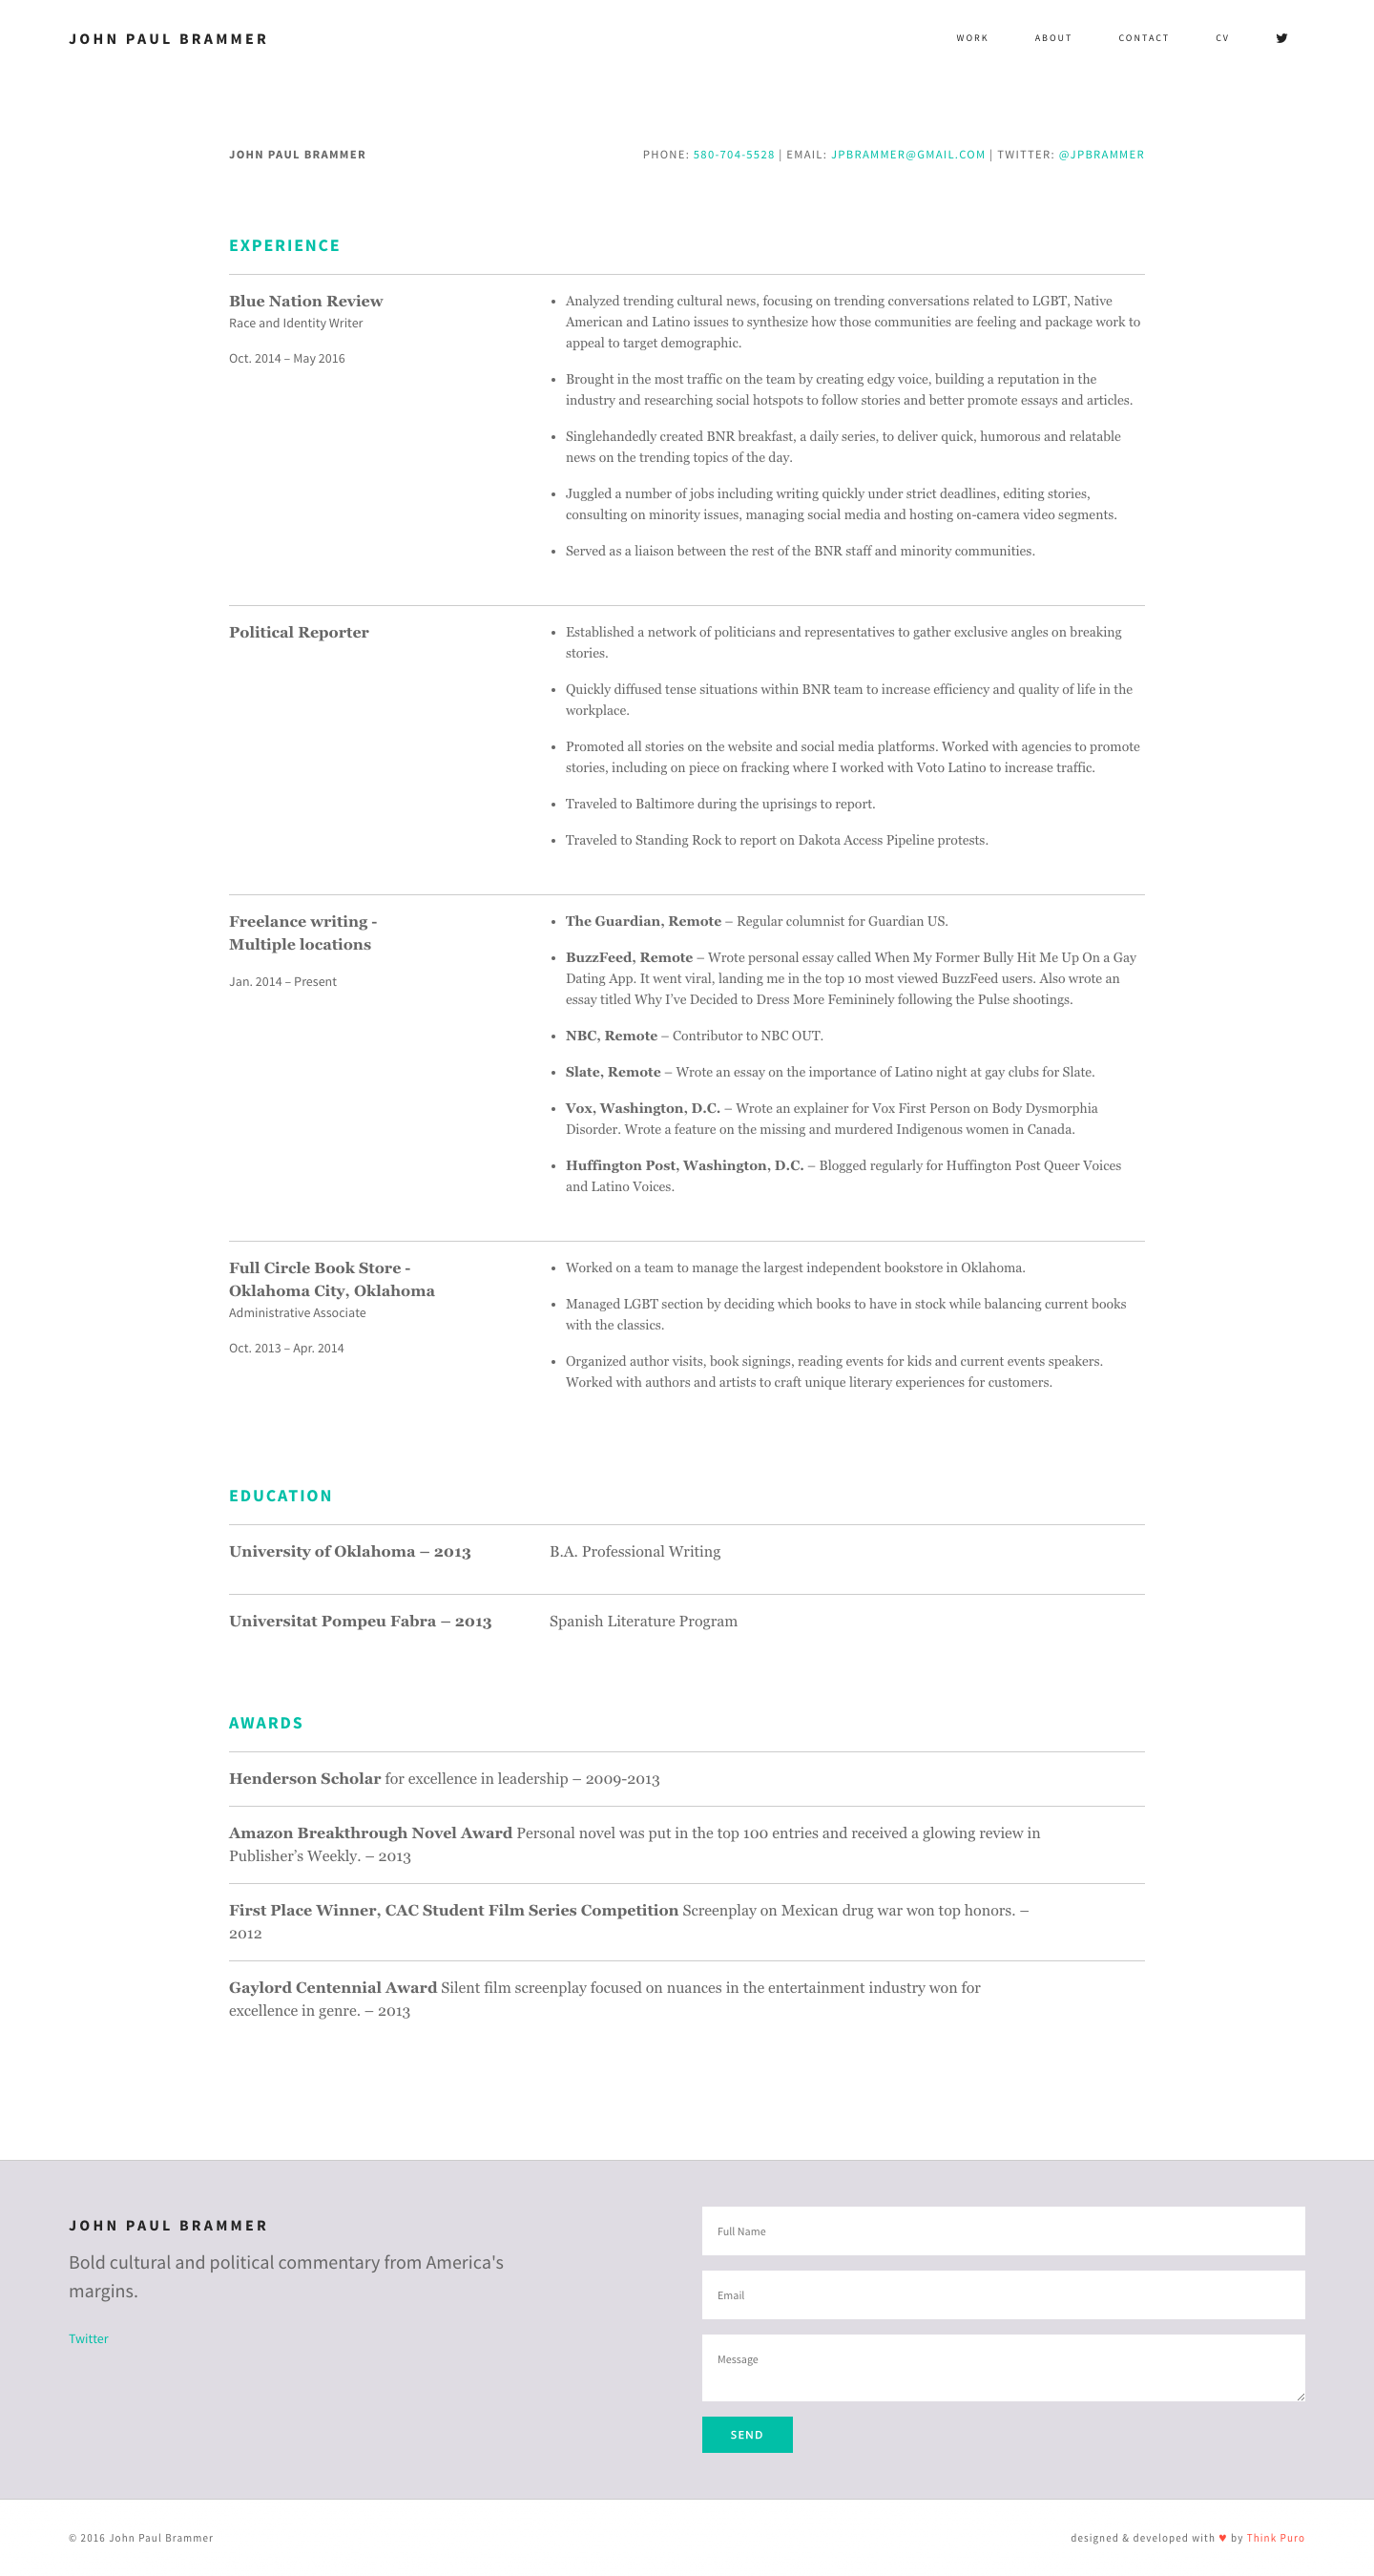 JOHN PAUL BRAMMER
WORK ABOUT CONTACT CV
JOHN PAUL BRAMMER
PHONE: 580-704-5528 | EMAIL: JPBRAMMER@GMAIL.COM | TWITTER: @JPBRAMMER
EXPERIENCE
Blue Nation Review
Race and Identity Writer
Oct. 2014 – May 2016
• Analyzed trending cultural news, focusing on trending conversations related to LGBT, Native
American and Latino issues to synthesize how those communities are feeling and package work to
appeal to target demographic.
• Brought in the most traffic on the team by creating edgy voice, building a reputation in the
industry and researching social hotspots to follow stories and better promote essays and articles.
• Singlehandedly created BNR breakfast, a daily series, to deliver quick, humorous and relatable
news on the trending topics of the day.
• Juggled a number of jobs including writing quickly under strict deadlines, editing stories,
consulting on minority issues, managing social media and hosting on-camera video segments.
• Served as a liaison between the rest of the BNR staff and minority communities.
Political Reporter
• Established a network of politicians and representatives to gather exclusive angles on breaking
stories.
• Quickly diffused tense situations within BNR team to increase efficiency and quality of life in the
workplace.
• Promoted all stories on the website and social media platforms. Worked with agencies to promote
stories, including on piece on fracking where I worked with Voto Latino to increase traffic.
• Traveled to Baltimore during the uprisings to report.
• Traveled to Standing Rock to report on Dakota Access Pipeline protests.
Freelance writing -
Multiple locations
Jan. 2014 – Present
• The Guardian, Remote – Regular columnist for Guardian US.
• BuzzFeed, Remote – Wrote personal essay called When My Former Bully Hit Me Up On a Gay
Dating App. It went viral, landing me in the top 10 most viewed BuzzFeed users. Also wrote an
essay titled Why I’ve Decided to Dress More Femininely following the Pulse shootings.
• NBC, Remote – Contributor to NBC OUT.
• Slate, Remote – Wrote an essay on the importance of Latino night at gay clubs for Slate.
• Vox, Washington, D.C. – Wrote an explainer for Vox First Person on Body Dysmorphia
Disorder. Wrote a feature on the missing and murdered Indigenous women in Canada.
• Huffington Post, Washington, D.C. – Blogged regularly for Huffington Post Queer Voices
and Latino Voices.
Full Circle Book Store -
Oklahoma City, Oklahoma
Administrative Associate
Oct. 2013 – Apr. 2014
• Worked on a team to manage the largest independent bookstore in Oklahoma.
• Managed LGBT section by deciding which books to have in stock while balancing current books
with the classics.
• Organized author visits, book signings, reading events for kids and current events speakers.
Worked with authors and artists to craft unique literary experiences for customers.
EDUCATION
University of Oklahoma – 2013 B.A. Professional Writing
Universitat Pompeu Fabra – 2013 Spanish Literature Program
AWARDS
Henderson Scholar for excellence in leadership – 2009-2013
Amazon Breakthrough Novel Award Personal novel was put in the top 100 entries and received a glowing review in
Publisher’s Weekly. – 2013
First Place Winner, CAC Student Film Series Competition Screenplay on Mexican drug war won top honors. –
2012
Gaylord Centennial Award Silent film screenplay focused on nuances in the entertainment industry won for
excellence in genre. – 2013
JOHN PAUL BRAMMER
Bold cultural and political commentary from America's
margins.
Twitter
Full Name
Email
Message
SEND
© 2016 John Paul Brammer
designed & developed with ♥ by Think Puro